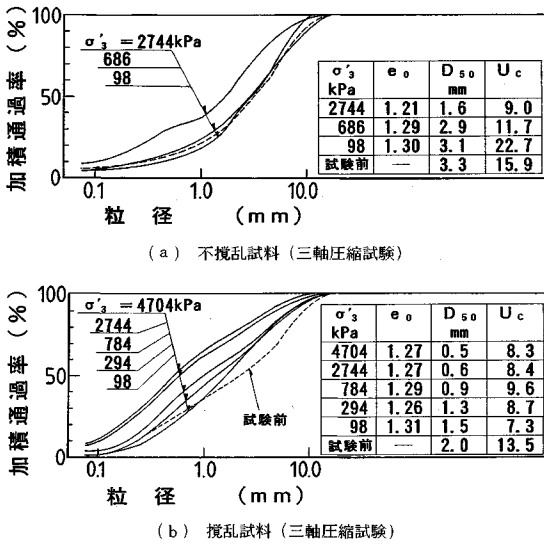 加積通過率(%)
100
50
0
σ'₃=2744kPa
686
98
σ'₃ kPa e₀ D₅₀ mm Uc
2744 1.21 1.6 9.0
686 1.29 2.9 11.7
98 1.30 3.1 22.7
試験前 — 3.3 15.9
0.1 1.0 10.0
粒径 (mm)
(a) 不撹乱試料(三軸圧縮試験)
加積通過率(%)
100
50
0
σ'₃=4704kPa
2744
784
294
98
試験前
σ'₃ kPa e₀ D₅₀ mm Uc
4704 1.27 0.5 8.3
2744 1.27 0.6 8.4
784 1.29 0.9 9.6
294 1.26 1.3 8.7
98 1.31 1.5 7.3
試験前 — 2.0 13.5
0.1 1.0 10.0
粒径 (mm)
(b) 撹乱試料(三軸圧縮試験)